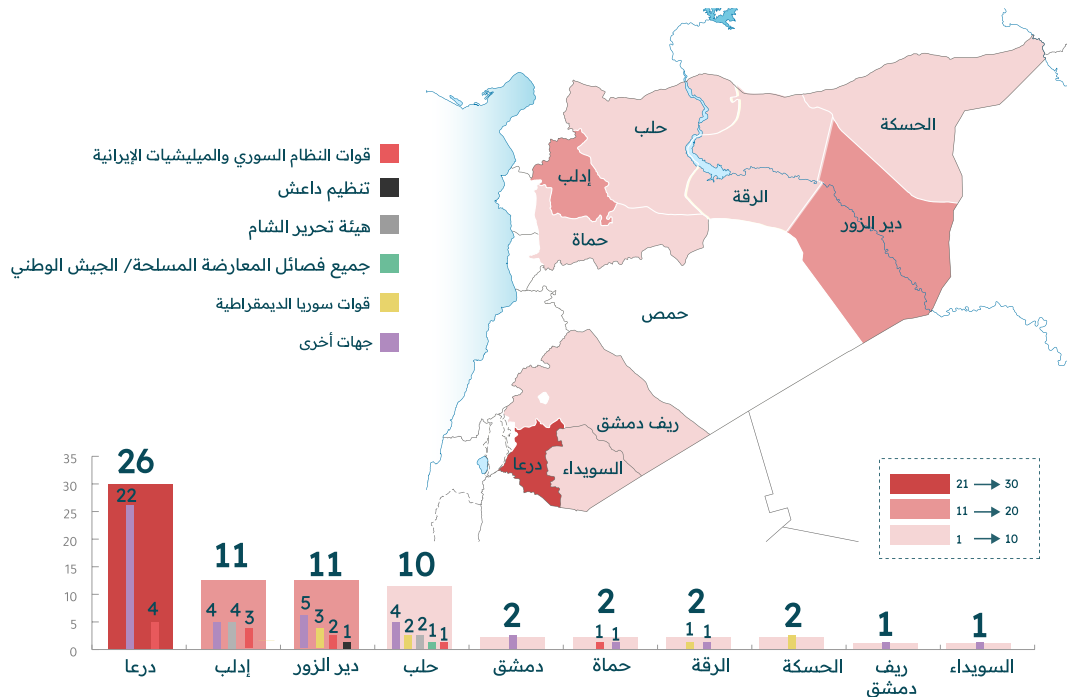 قوات النظام السوري والميليشيات الإيرانية
تنظيم داعش
هيئة تحرير الشام
جميع فصائل المعارضة المسلحة/ الجيش الوطني
قوات سوريا الديمقراطية
جهات أخرى
الحسكة
حلب
إدلب
الرقة
دير الزور
حماة
حمص
ريف دمشق
درعا
السويداء
21 → 30
11 → 20
1 → 10
35
30
25
20
15
10
5
0
26
22
4
11
4
4
3
11
5
3
2
1
10
4
2
2
1
1
2
2
1
1
2
1
1
2
1
1
درعا
إدلب
دير الزور
حلب
دمشق
حماة
الرقة
الحسكة
ريف
دمشق
السويداء